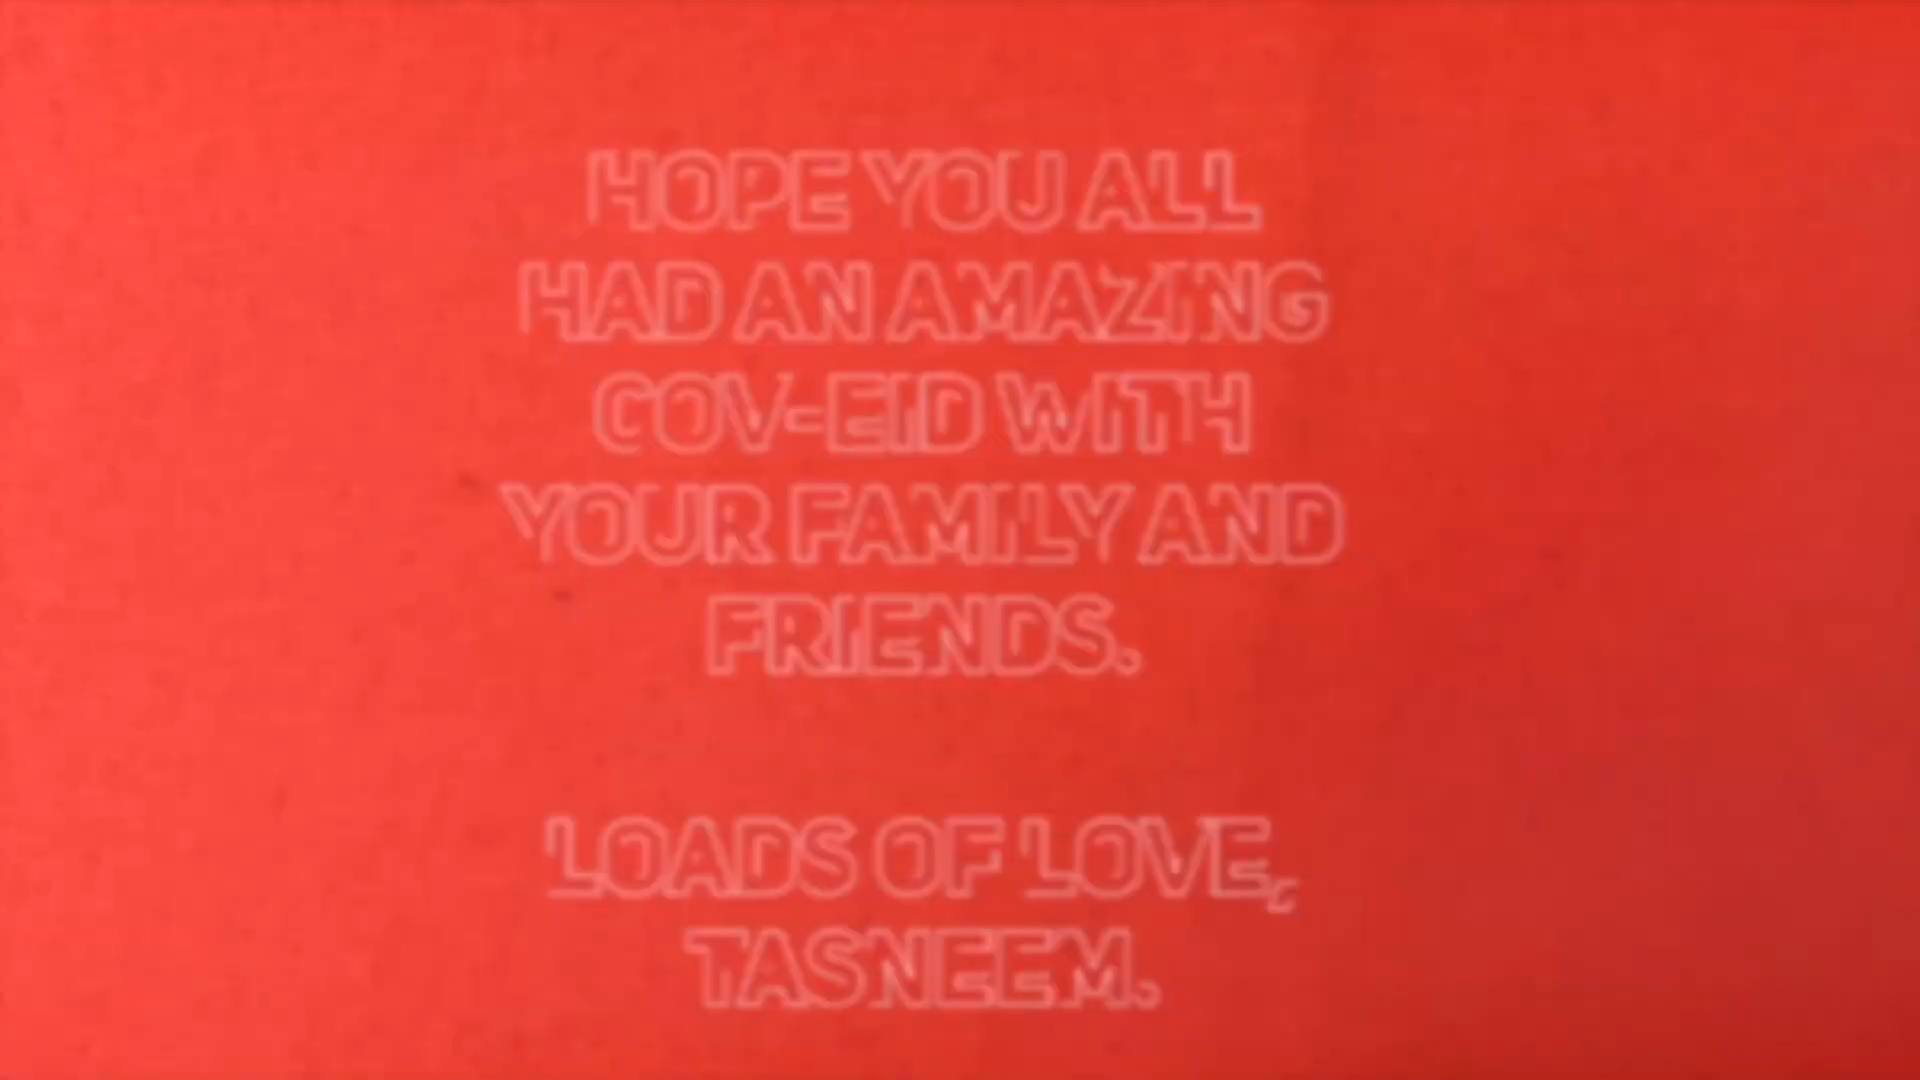 HOPE YOU ALL
HAD AN AMAZING
COV-EID WITH
YOUR FAMILY AND
FRIENDS.
LOADS OF LOVE,
TASNEEM.